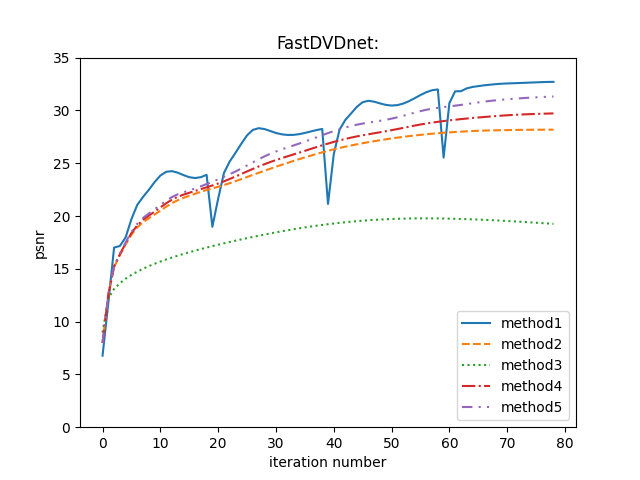 FastDVDnet:
35
30
25
20
15
10
5
0
psnr
0 10 20 30 40 50 60 70 80
iteration number
method1
method2
method3
method4
method5